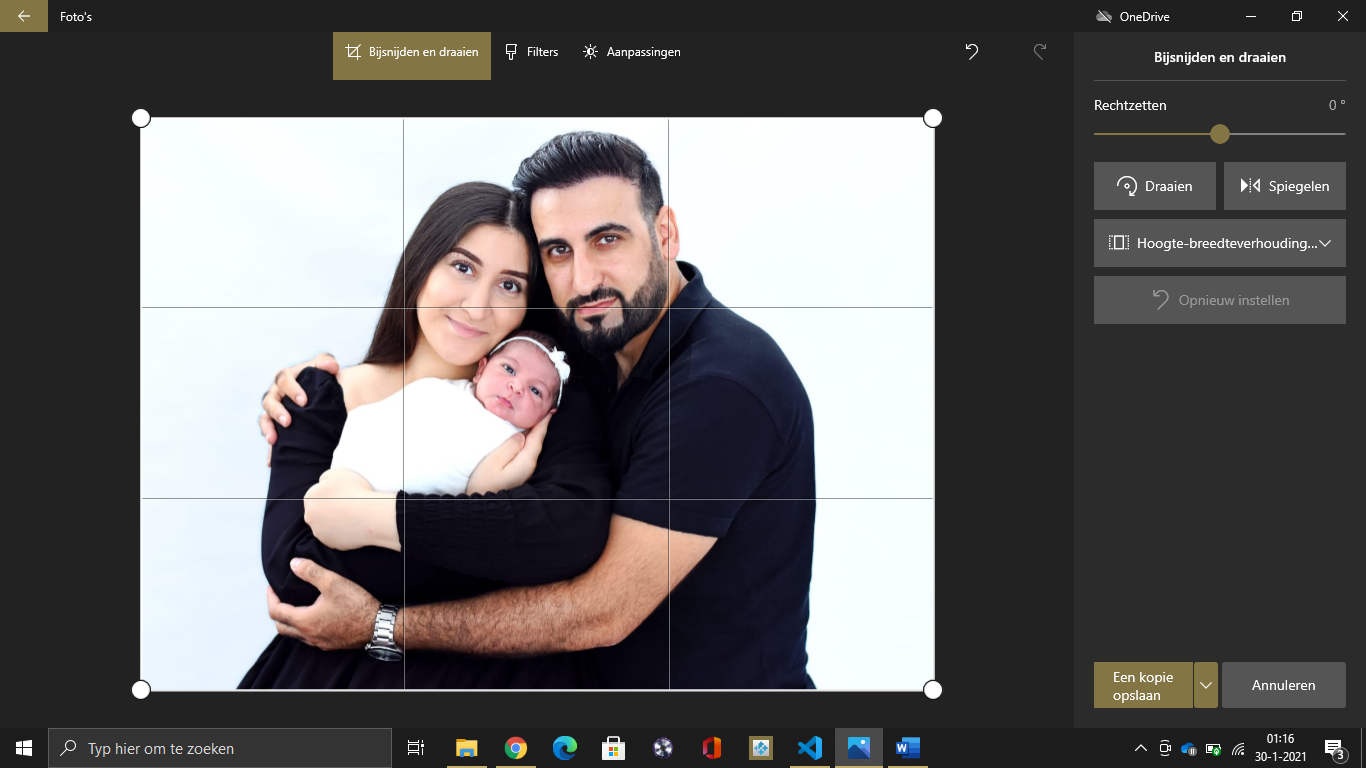 Foto's
OneDrive
Bijsnijden en draaien
Filters
Aanpassingen
Bijsnijden en draaien
Rechtzetten
0 °
Draaien
Spiegelen
Hoogte-breedteverhouding...
Opnieuw instellen
Een kopie
opslaan
Annuleren
Typ hier om te zoeken
W
01:16
30-1-2021
3